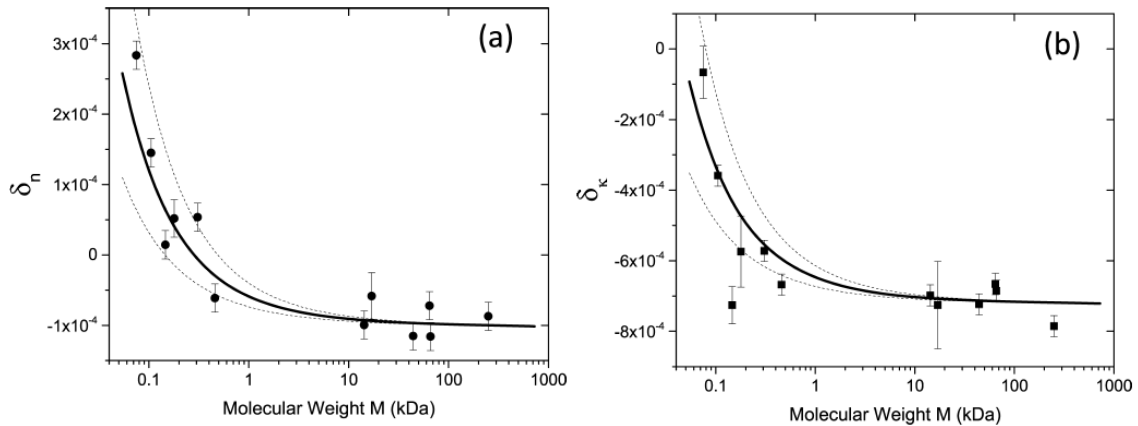 (a)
3x10⁻⁴
2x10⁻⁴
1x10⁻⁴
0
-1x10⁻⁴
δₙ
0.1 1 10 100 1000
Molecular Weight M (kDa)
(b)
0
-2x10⁻⁴
-4x10⁻⁴
-6x10⁻⁴
-8x10⁻⁴
δ_κ
0.1 1 10 100 1000
Molecular Weight M (kDa)